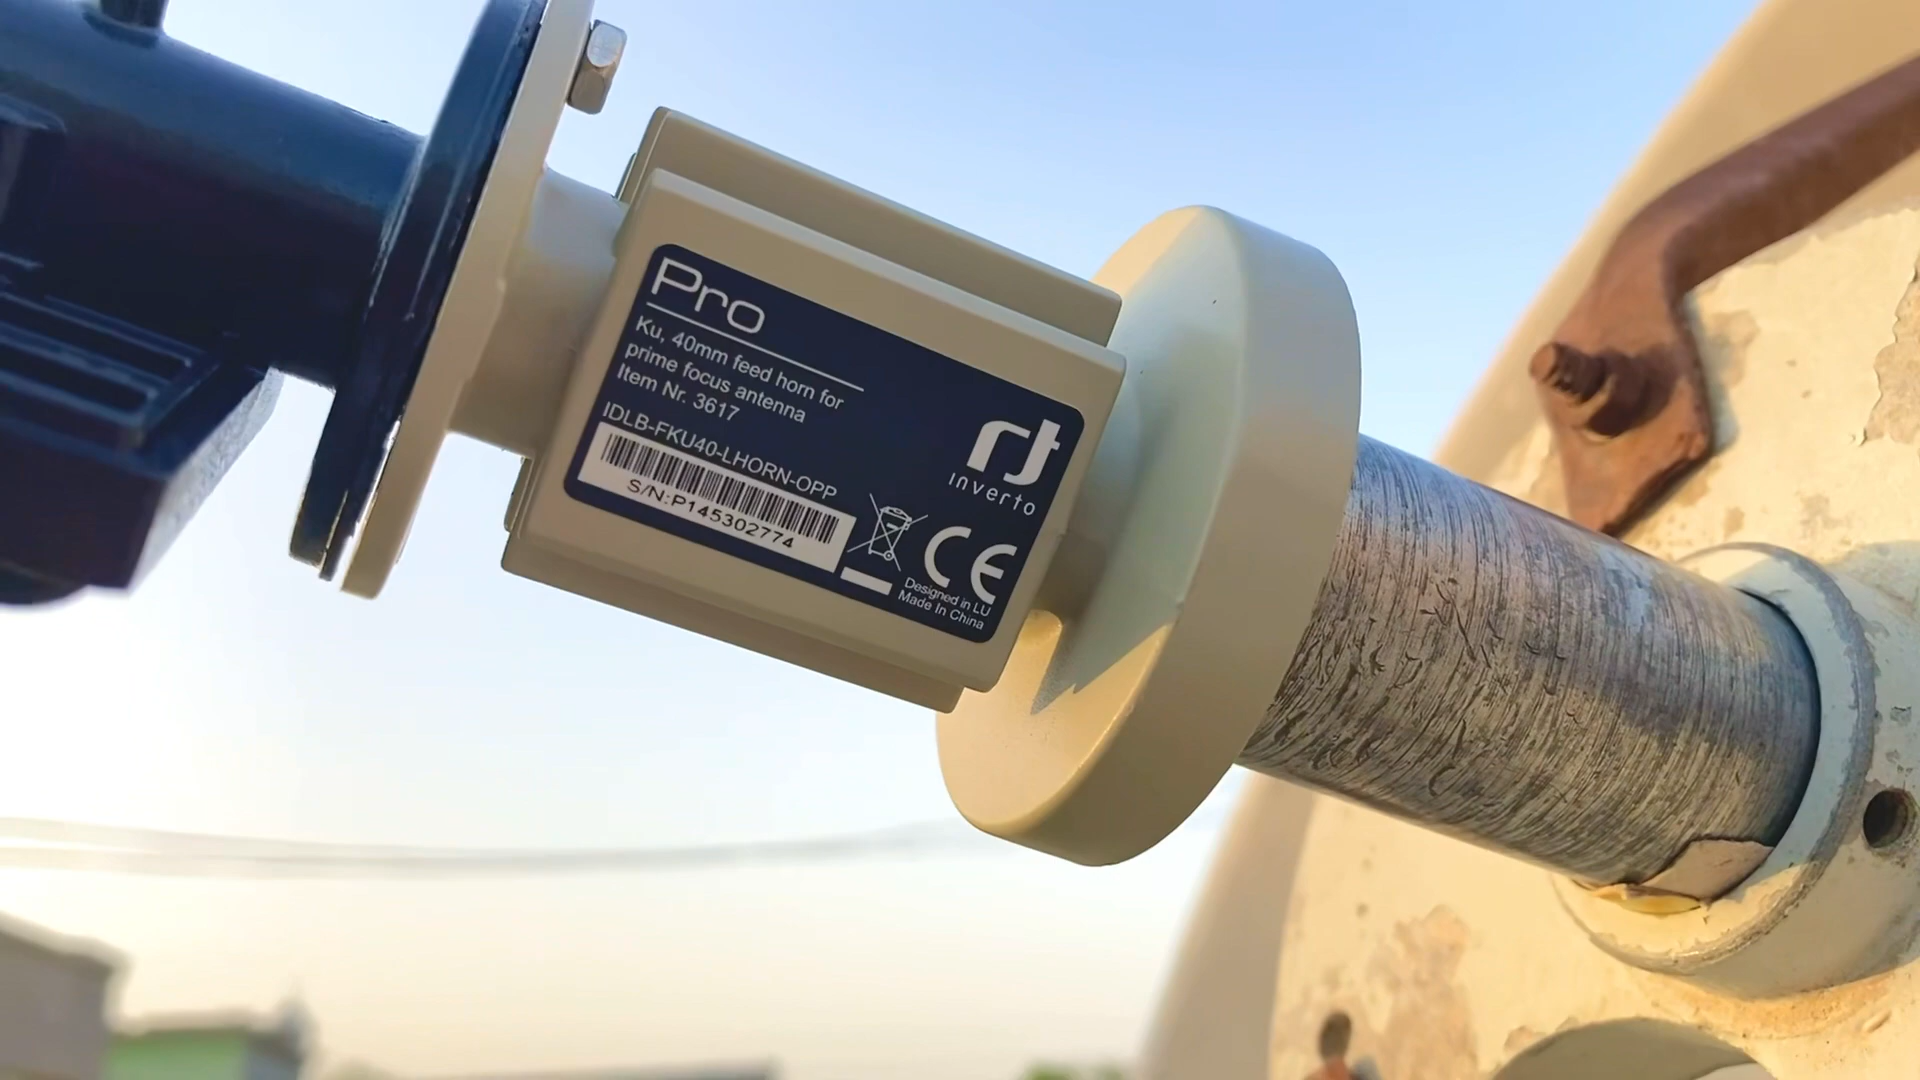 Pro
Ku, 40mm feed horn for
prime focus antenna
Item Nr. 3617
IDLB-FKU40-LHORN-OPP
S/N:P145302774
inverto
CE
Designed in LU
Made In China